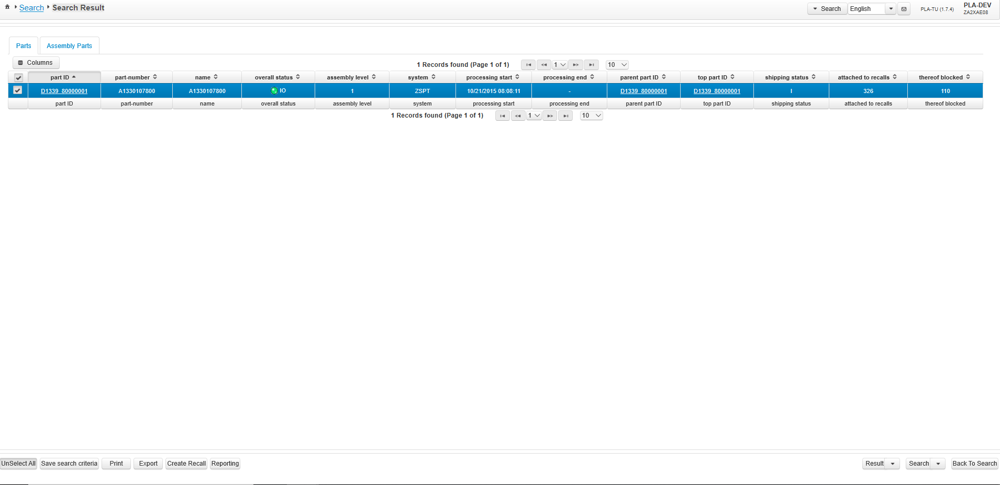 Search Search Result
Search English PLA-TU (1.7.4) PLA-DEV
ZA2XAE08
Parts Assembly Parts
Columns 1 Records found (Page 1 of 1) 1 10
part ID part-number name overall status assembly level system processing start processing end parent part ID top part ID shipping status attached to recalls thereof blocked
D1339_80000001 A1330107800 A1330107800 IO 1 ZSPT 10/21/2015 08:08:11 - D1339_80000001 D1339_80000001 I 326 110
part ID part-number name overall status assembly level system processing start processing end parent part ID top part ID shipping status attached to recalls thereof blocked
1 Records found (Page 1 of 1) 1 10
UnSelect All Save search criteria Print Export Create Recall Reporting Result Search Back To Search